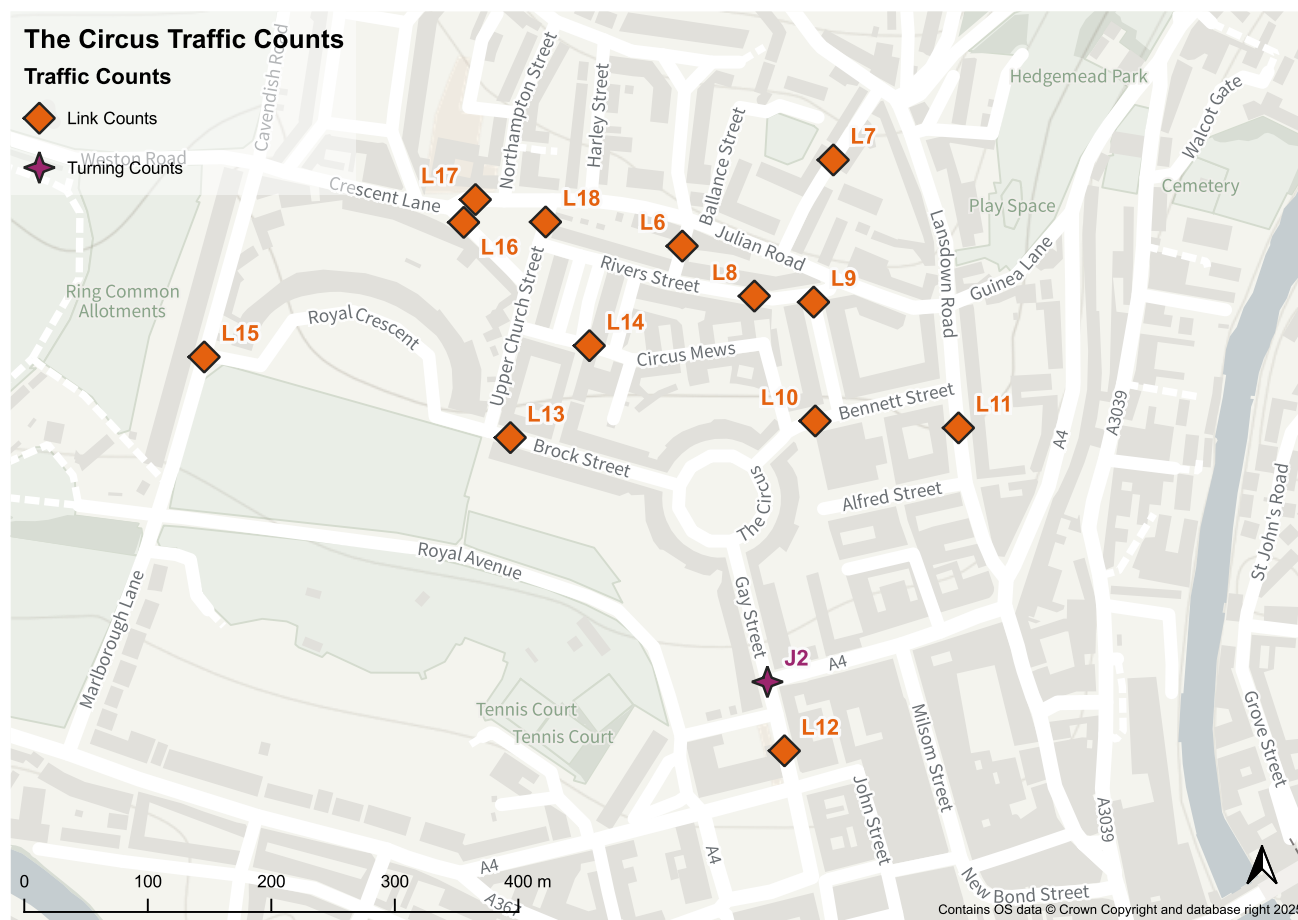 The Circus Traffic Counts
Traffic Counts
Link Counts
Turning Counts
Cavendish Road
Weston Road
Crescent Lane
Northampton Street
Harley Street
Ballance Street
Hedgemead Park
Walcot Gate
Cemetery
Play Space
L7
L17
L18
L16
L6
Julian Road
Lansdown Road
Guinea Lane
Ring Common
Allotments
Rivers Street
L8
L9
Upper Church Street
Royal Crescent
L15
L14
Circus Mews
L10
Bennett Street
L11
A4
A3039
L13
Brock Street
The Circus
Alfred Street
St John's Road
Royal Avenue
Marlborough Lane
Gay Street
J2
A4
Tennis Court
Tennis Court
L12
Milsom Street
Grove Street
John Street
A3039
A4
A4
A367
New Bond Street
0 100 200 300 400 m
Contains OS data © Crown Copyright and database right 2025